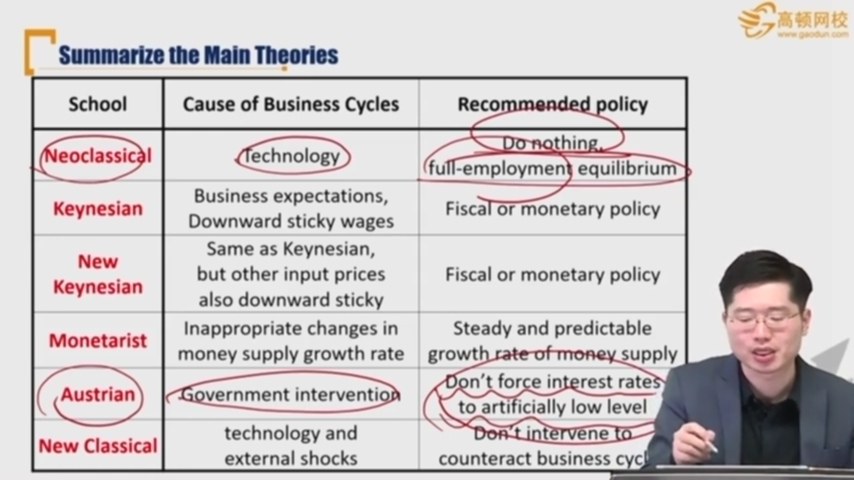 高顿网校
www.gaodun.com
Summarize the Main Theories
School
Cause of Business Cycles
Recommended policy
Neoclassical
Technology
Do nothing,
full-employment equilibrium
Keynesian
Business expectations,
Downward sticky wages
Fiscal or monetary policy
New
Keynesian
Same as Keynesian,
but other input prices
also downward sticky
Fiscal or monetary policy
Monetarist
Inappropriate changes in
money supply growth rate
Steady and predictable
growth rate of money supply
Austrian
Government intervention
Don't force interest rates
to artificially low level
New Classical
technology and
external shocks
Don't intervene to
counteract business